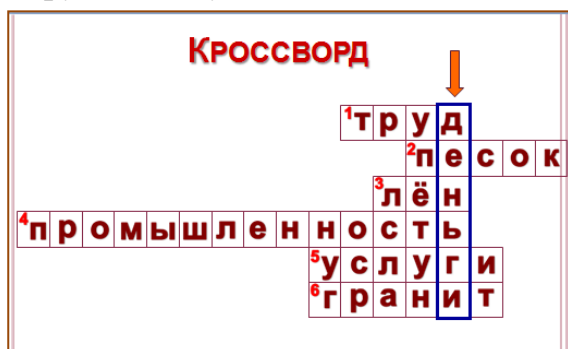 Кроссворд
1труд
2песок
3лён
4промышленность
5услуги
6гранит